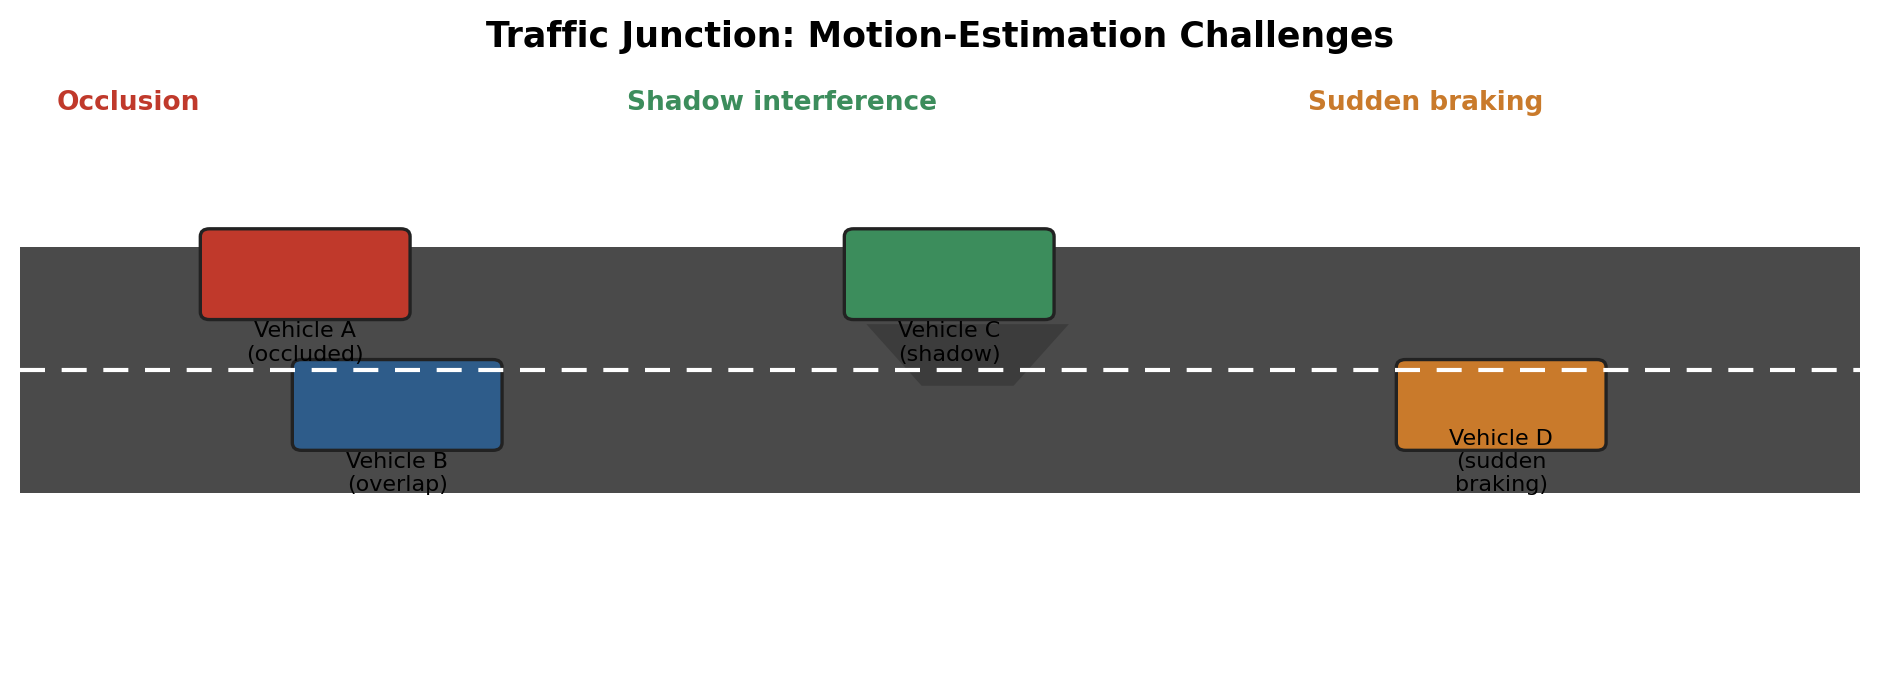 Traffic Junction: Motion-Estimation Challenges
Occlusion
Shadow interference
Sudden braking
Vehicle A
(occluded)
Vehicle B
(overlap)
Vehicle C
(shadow)
Vehicle D
(sudden
braking)